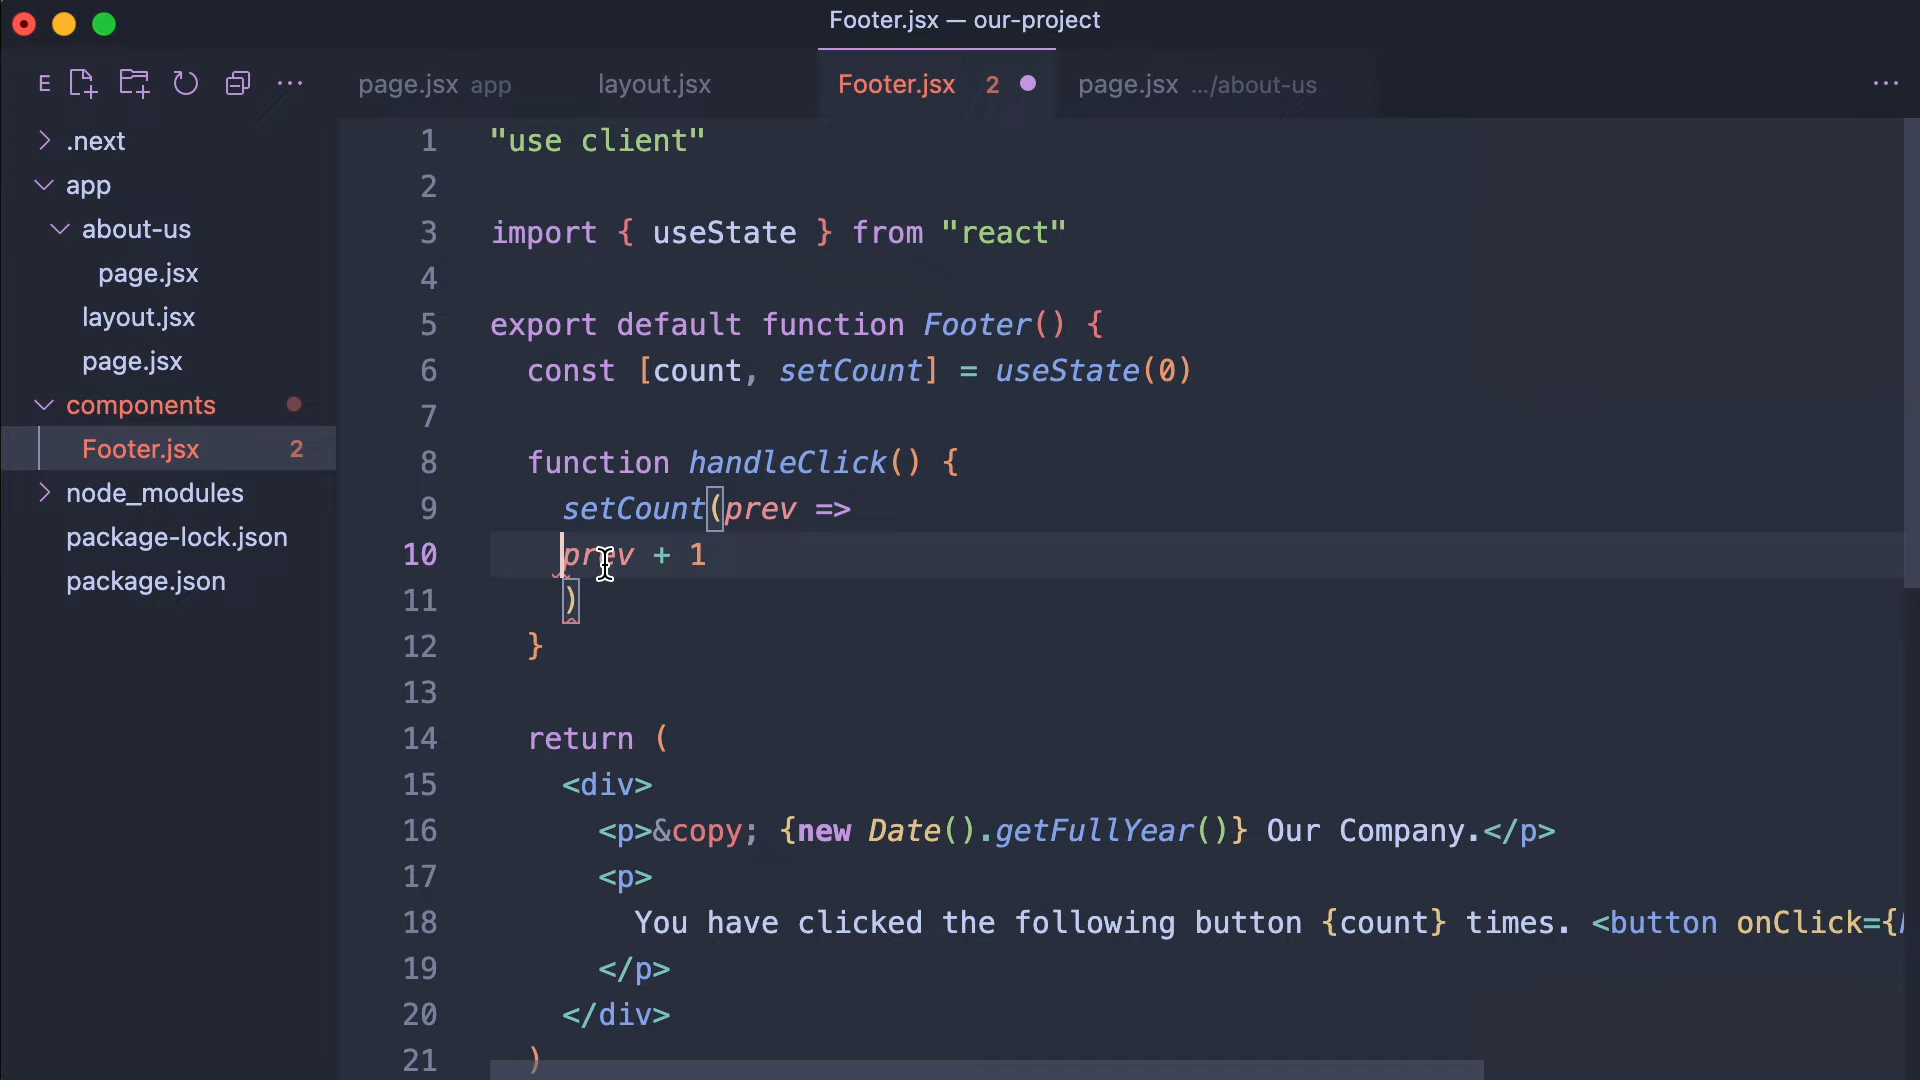 Footer.jsx — our-project
E
page.jsx app
layout.jsx
Footer.jsx 2
page.jsx .../about-us
.next
app
about-us
page.jsx
layout.jsx
page.jsx
components
Footer.jsx 2
node_modules
package-lock.json
package.json
1 "use client"
2
3 import { useState } from "react"
4
5 export default function Footer() {
6 const [count, setCount] = useState(0)
7
8 function handleClick() {
9 setCount(prev =>
10 prev + 1
11 )
12 }
13
14 return (
15 <div>
16 <p>&copy; {new Date().getFullYear()} Our Company.</p>
17 <p>
18 You have clicked the following button {count} times. <button onClick={
19 </p>
20 </div>
21 )